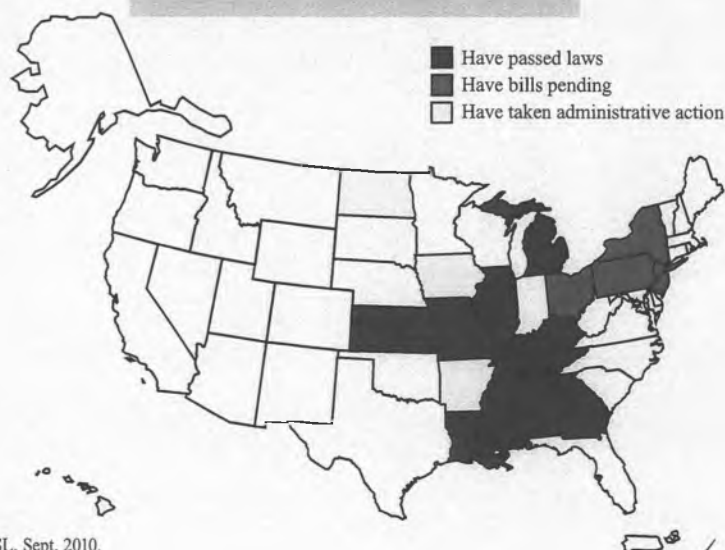 Have passed laws
Have bills pending
Have taken administrative action
Sept. 2010.